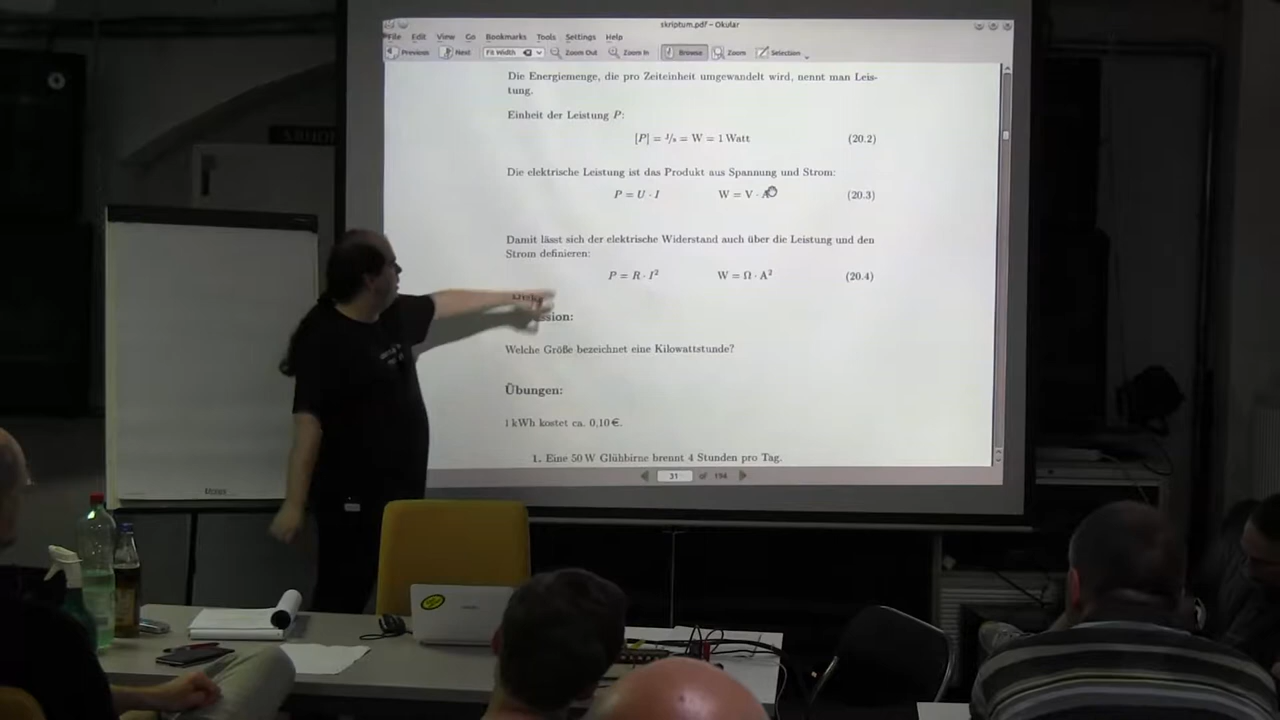 skriptum.pdf – Okular
File Edit View Go Bookmarks Tools Settings Help
Previous Next Fit Width Zoom Out Zoom In Browse Zoom Selection
Die Energiemenge, die pro Zeiteinheit umgewandelt wird, nennt man Leis-
tung.
Einheit der Leistung P:
[P] = J/s = W = 1 Watt (20.2)
Die elektrische Leistung ist das Produkt aus Spannung und Strom:
P = U · I W = V · A (20.3)
Damit lässt sich der elektrische Widerstand auch über die Leistung und den
Strom definieren:
P = R · I² W = Ω · A² (20.4)
ssion:
Welche Größe bezeichnet eine Kilowattstunde?
Übungen:
1 kWh kostet ca. 0,10 €.
1. Eine 50 W Glühbirne brennt 4 Stunden pro Tag.
31 of 194